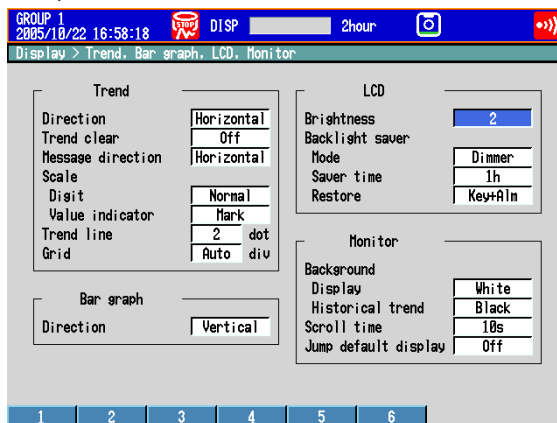 GROUP 1
2005/10/22 16:58:18 STOP DISP 2hour
Display > Trend, Bar graph, LCD, Monitor
Trend
Direction Horizontal
Trend clear Off
Message direction Horizontal
Scale
Digit Normal
Value indicator Mark
Trend line 2 dot
Grid Auto div
Bar graph
Direction Vertical
LCD
Brightness 2
Backlight saver
Mode Dimmer
Saver time 1h
Restore Key+Alm
Monitor
Background
Display White
Historical trend Black
Scroll time 10s
Jump default display Off
1 2 3 4 5 6